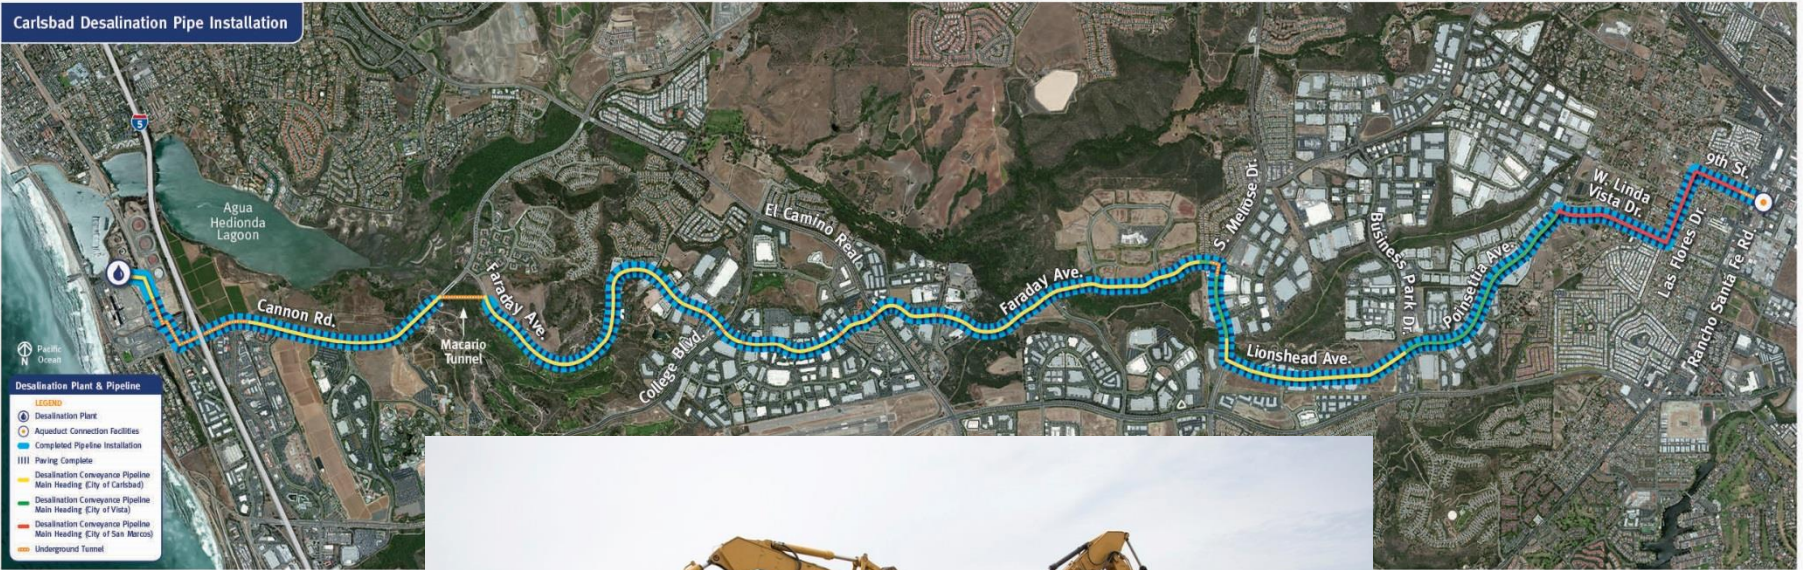 Carlsbad Desalination Pipe Installation
5
Agua
Hedionda
Lagoon
Cannon Rd.
Macario
Tunnel
Faraday Ave.
College Blvd.
El Camino Real
Faraday Ave.
S. Melrose Dr.
Lionshead Ave.
Business Park Dr.
Poinsettia Ave.
W. Linda
Vista Dr.
Las Flores Dr.
9th St.
Rancho Santa Fe Rd.
N
Pacific
Ocean
Desalination Plant & Pipeline
LEGEND
Desalination Plant
Aqueduct Connection Facilities
Completed Pipeline Installation
Paving Complete
Desalination Conveyance Pipeline
Main Heading (City of Carlsbad)
Desalination Conveyance Pipeline
Main Heading (City of Vista)
Desalination Conveyance Pipeline
Main Heading (City of San Marcos)
Underground Tunnel